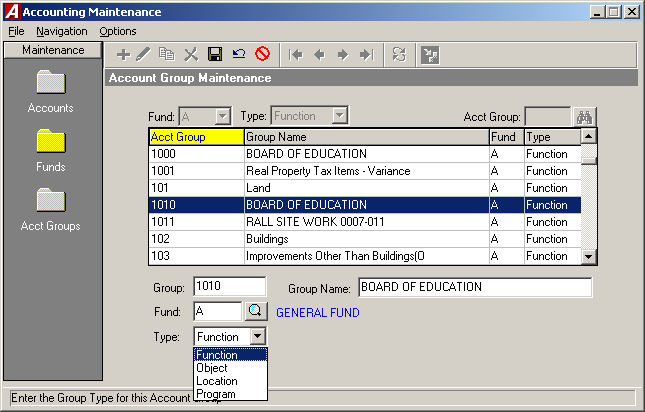 A Accounting Maintenance
File Navigation Options
Maintenance
Accounts
Funds
Acct Groups
Account Group Maintenance
Fund: A Type: Function Acct Group:
Acct Group Group Name Fund Type
1000 BOARD OF EDUCATION A Function
1001 Real Property Tax Items - Variance A Function
101 Land A Function
1010 BOARD OF EDUCATION A Function
1011 RALL SITE WORK 0007-011 A Function
102 Buildings A Function
103 Improvements Other Than Buildings(O A Function
Group: 1010 Group Name: BOARD OF EDUCATION
Fund: A GENERAL FUND
Type: Function
Function
Object
Location
Program
Enter the Group Type for this Account Group